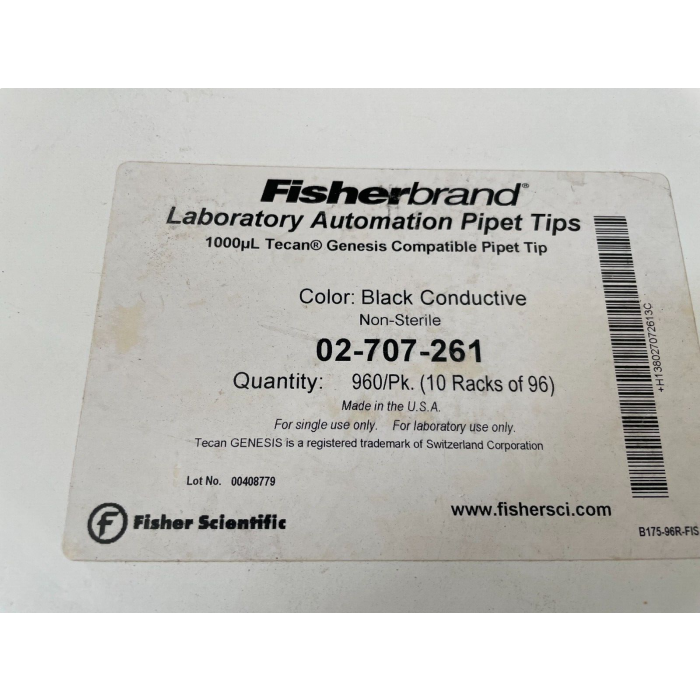 Fisherbrand®
Laboratory Automation Pipet Tips
1000µL Tecan® Genesis Compatible Pipet Tip
Color: Black Conductive
Non-Sterile
02-707-261
Quantity: 960/Pk. (10 Racks of 96)
Made in the U.S.A.
For single use only. For laboratory use only.
Tecan GENESIS is a registered trademark of Switzerland Corporation
Lot No. 00408779
f Fisher Scientific
www.fishersci.com
+H138027072613C
B175-96R-FIS